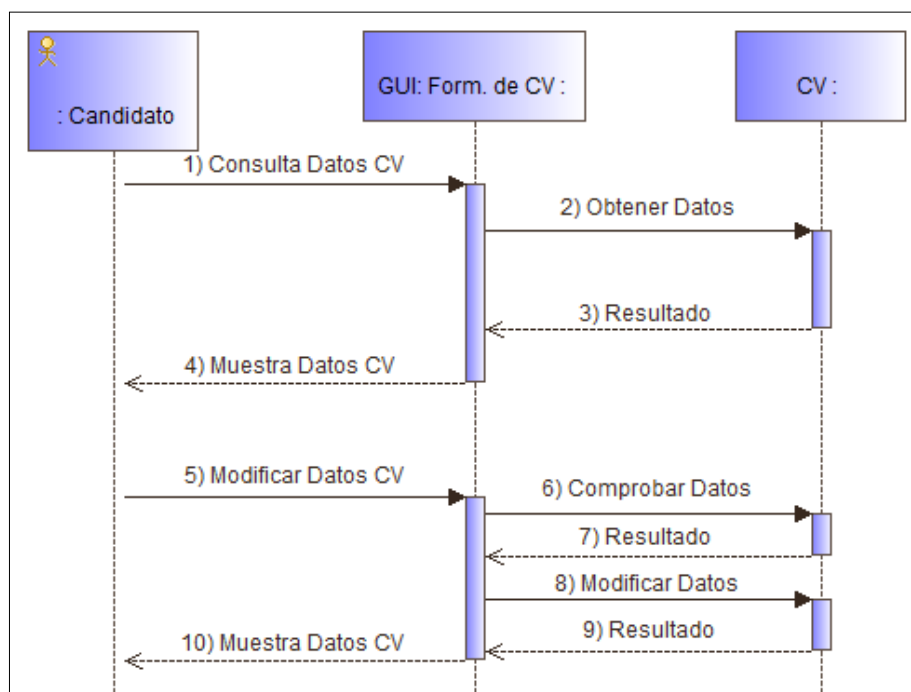 : Candidato
GUI: Form. de CV :
CV :
1) Consulta Datos CV
2) Obtener Datos
3) Resultado
4) Muestra Datos CV
5) Modificar Datos CV
6) Comprobar Datos
7) Resultado
8) Modificar Datos
9) Resultado
10) Muestra Datos CV